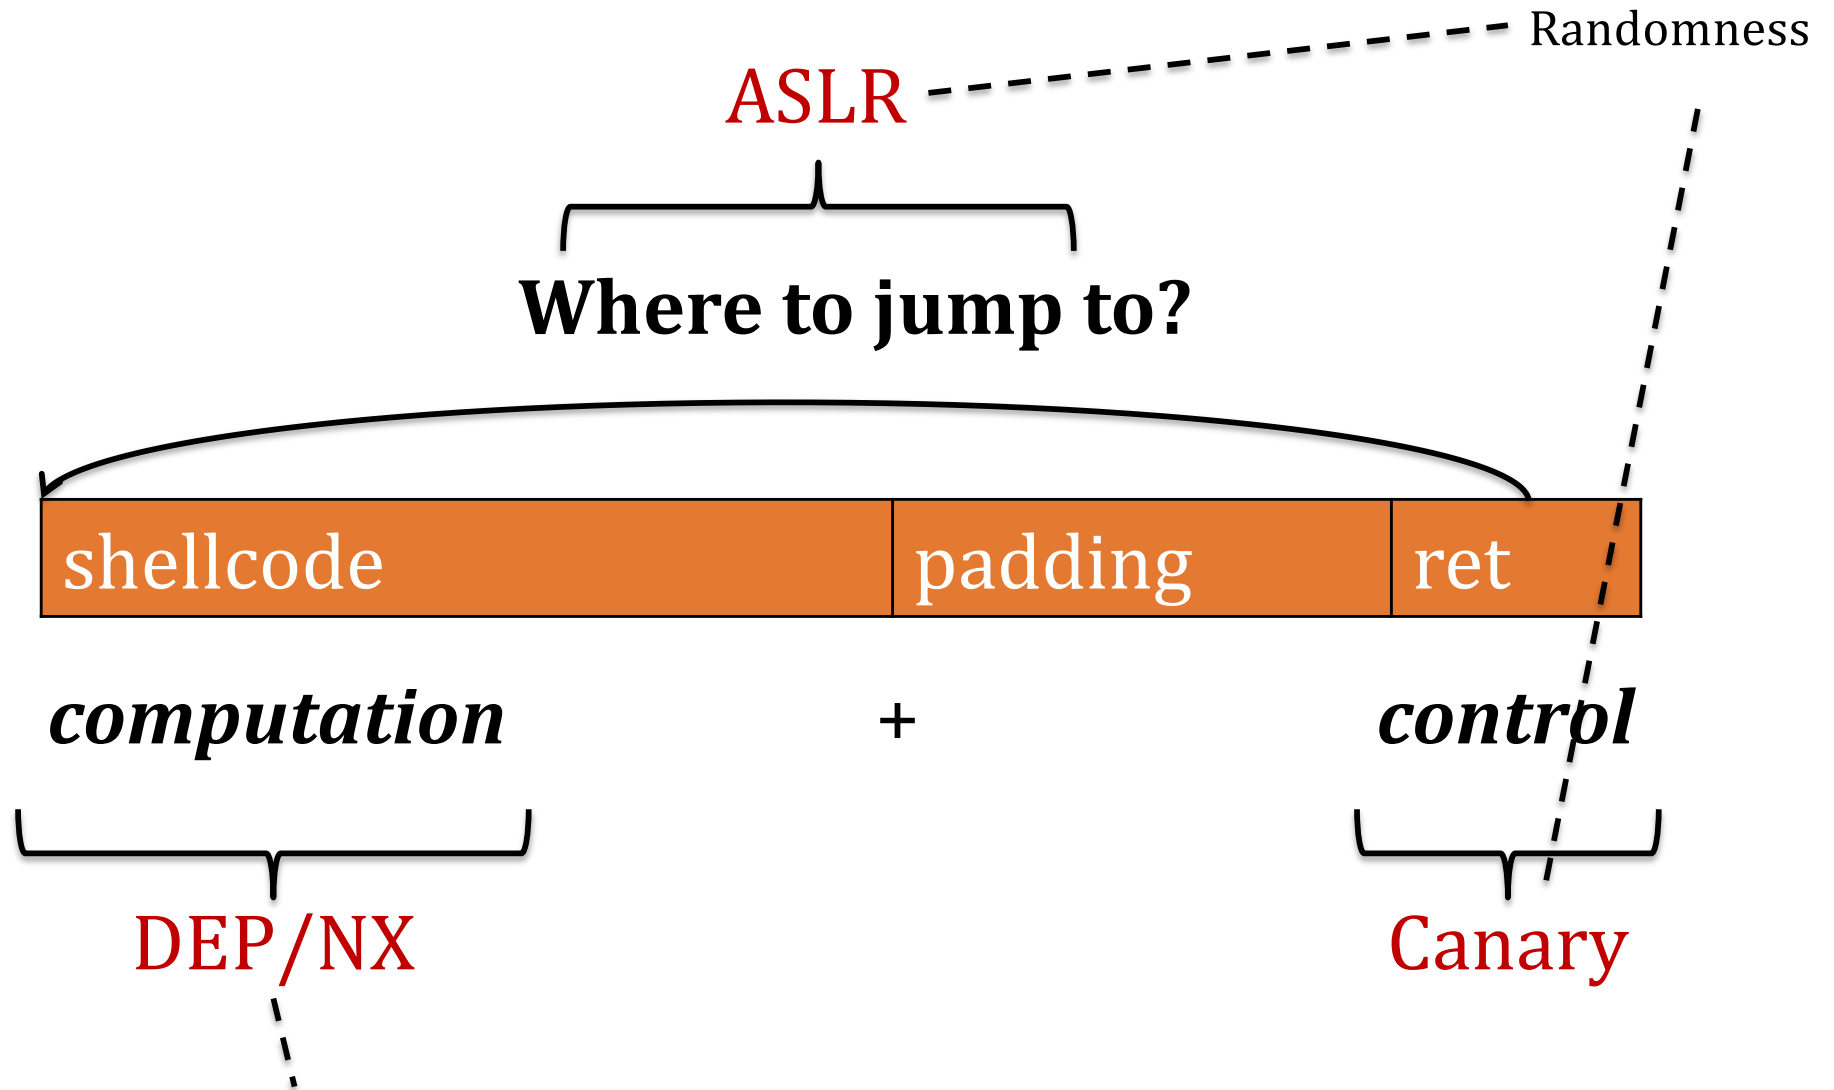 Randomness
ASLR
Where to jump to?
shellcode padding ret
computation + control
DEP/NX Canary